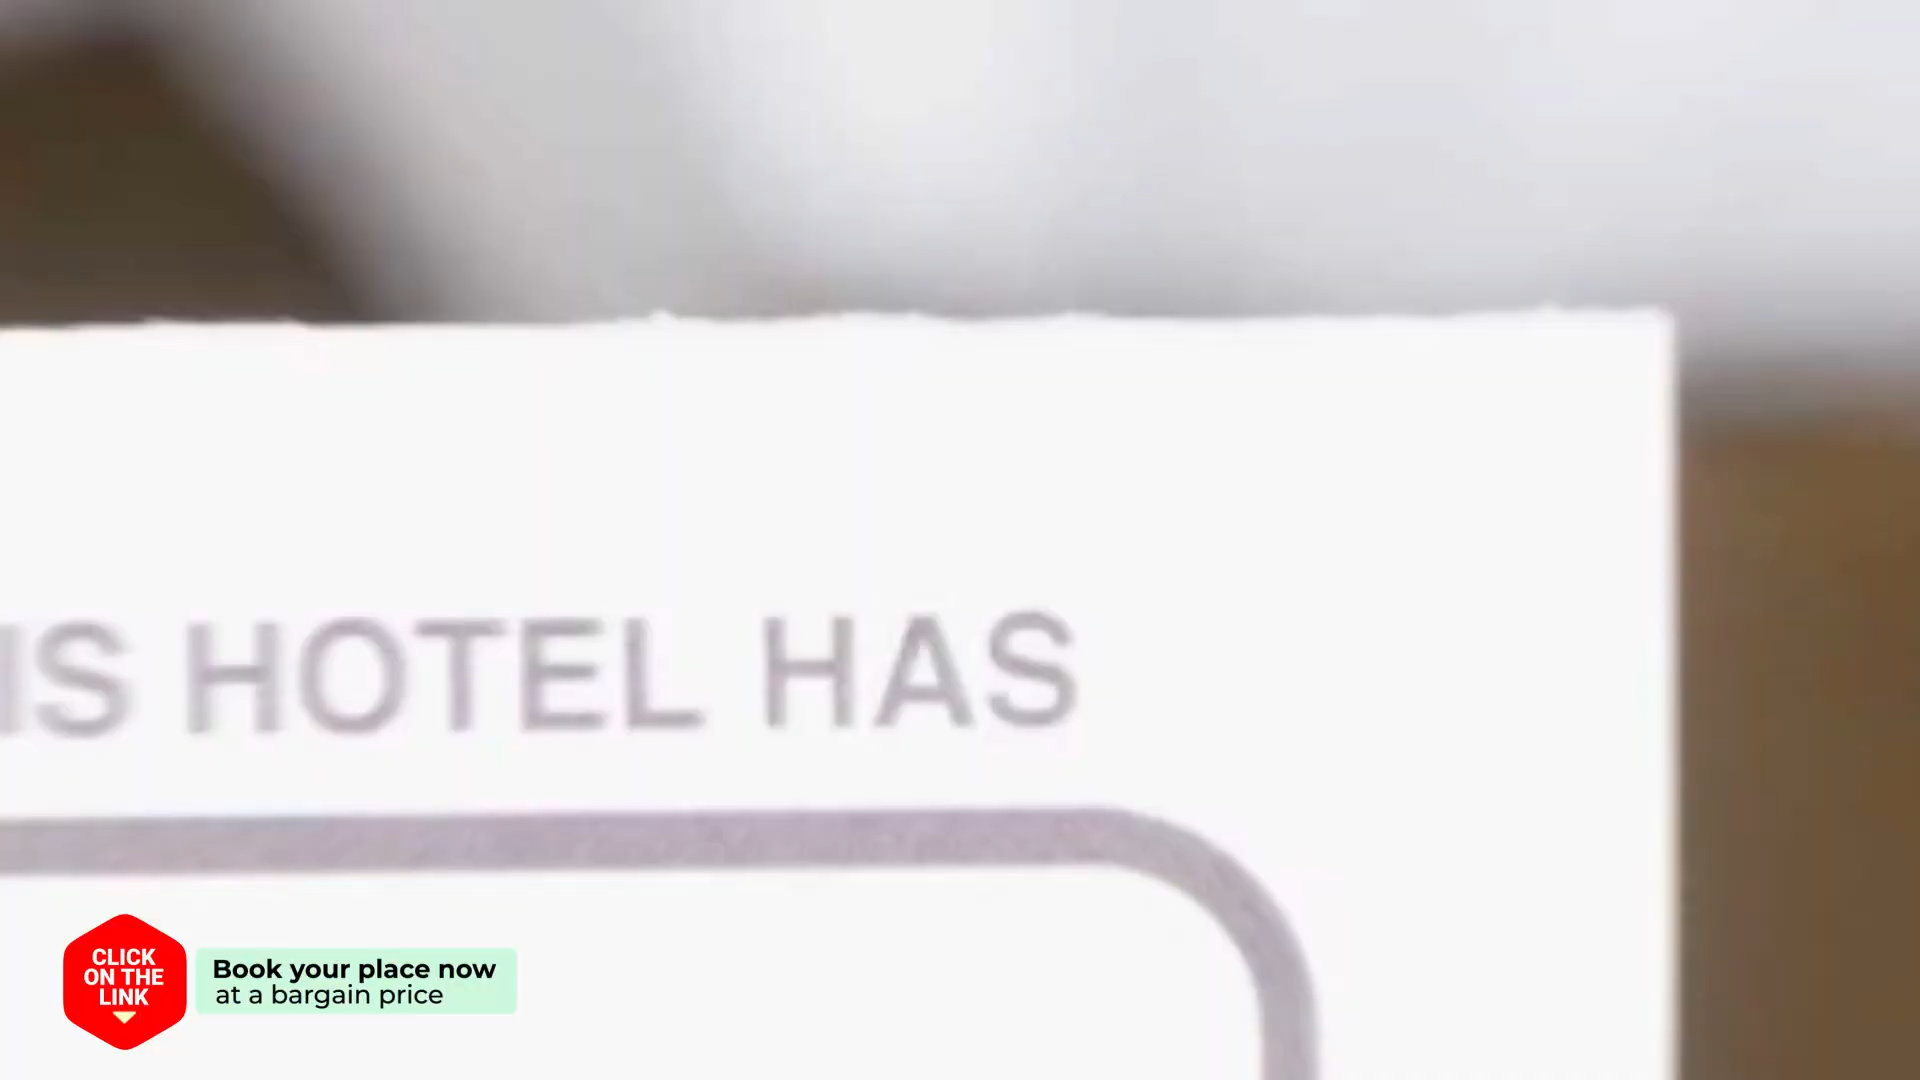 IS HOTEL HAS
CLICK
ON THE
LINK
Book your place now
at a bargain price